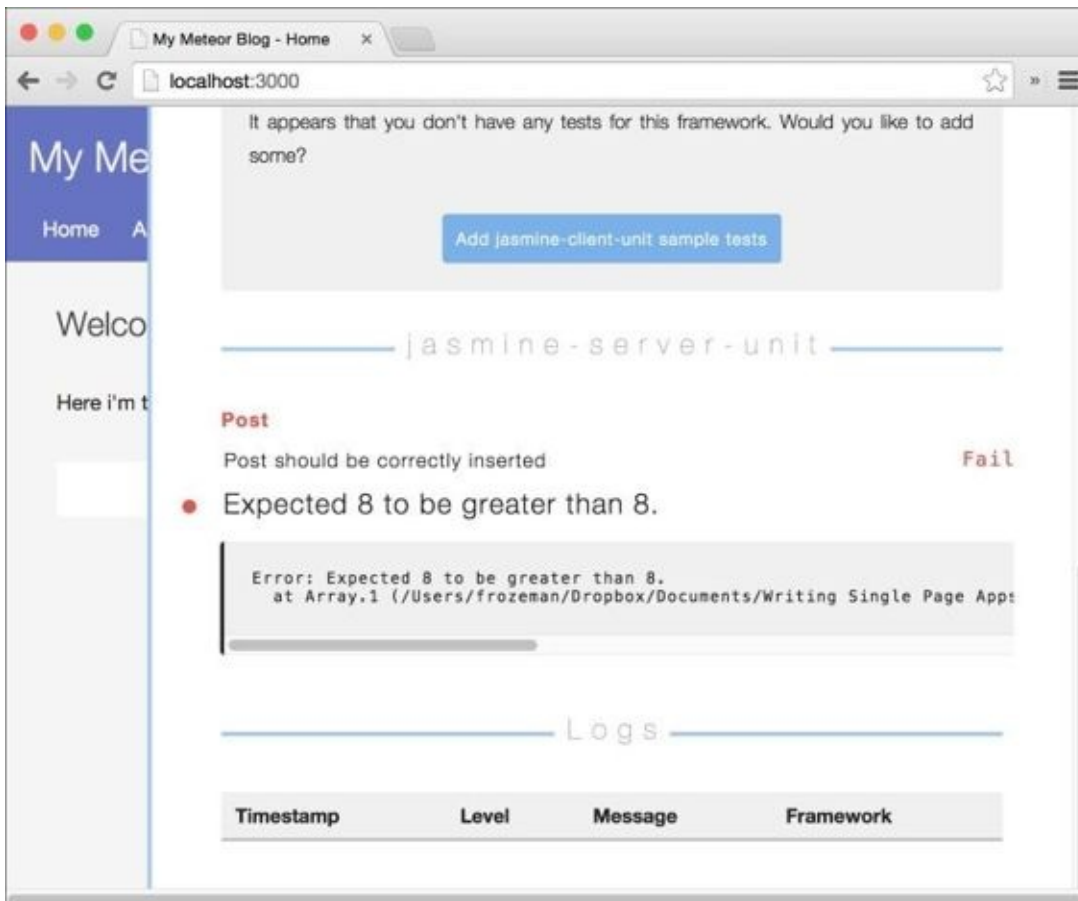 My Meteor Blog - Home
localhost:3000
My Me
Home A
Welco
Here i'm t
It appears that you don't have any tests for this framework. Would you like to add
some?
Add jasmine-client-unit sample tests
jasmine-server-unit
Post
Post should be correctly inserted Fail
Expected 8 to be greater than 8.
Error: Expected 8 to be greater than 8.
at Array.1 (/Users/frozeman/Dropbox/Documents/Writing Single Page Apps
Logs
Timestamp Level Message Framework